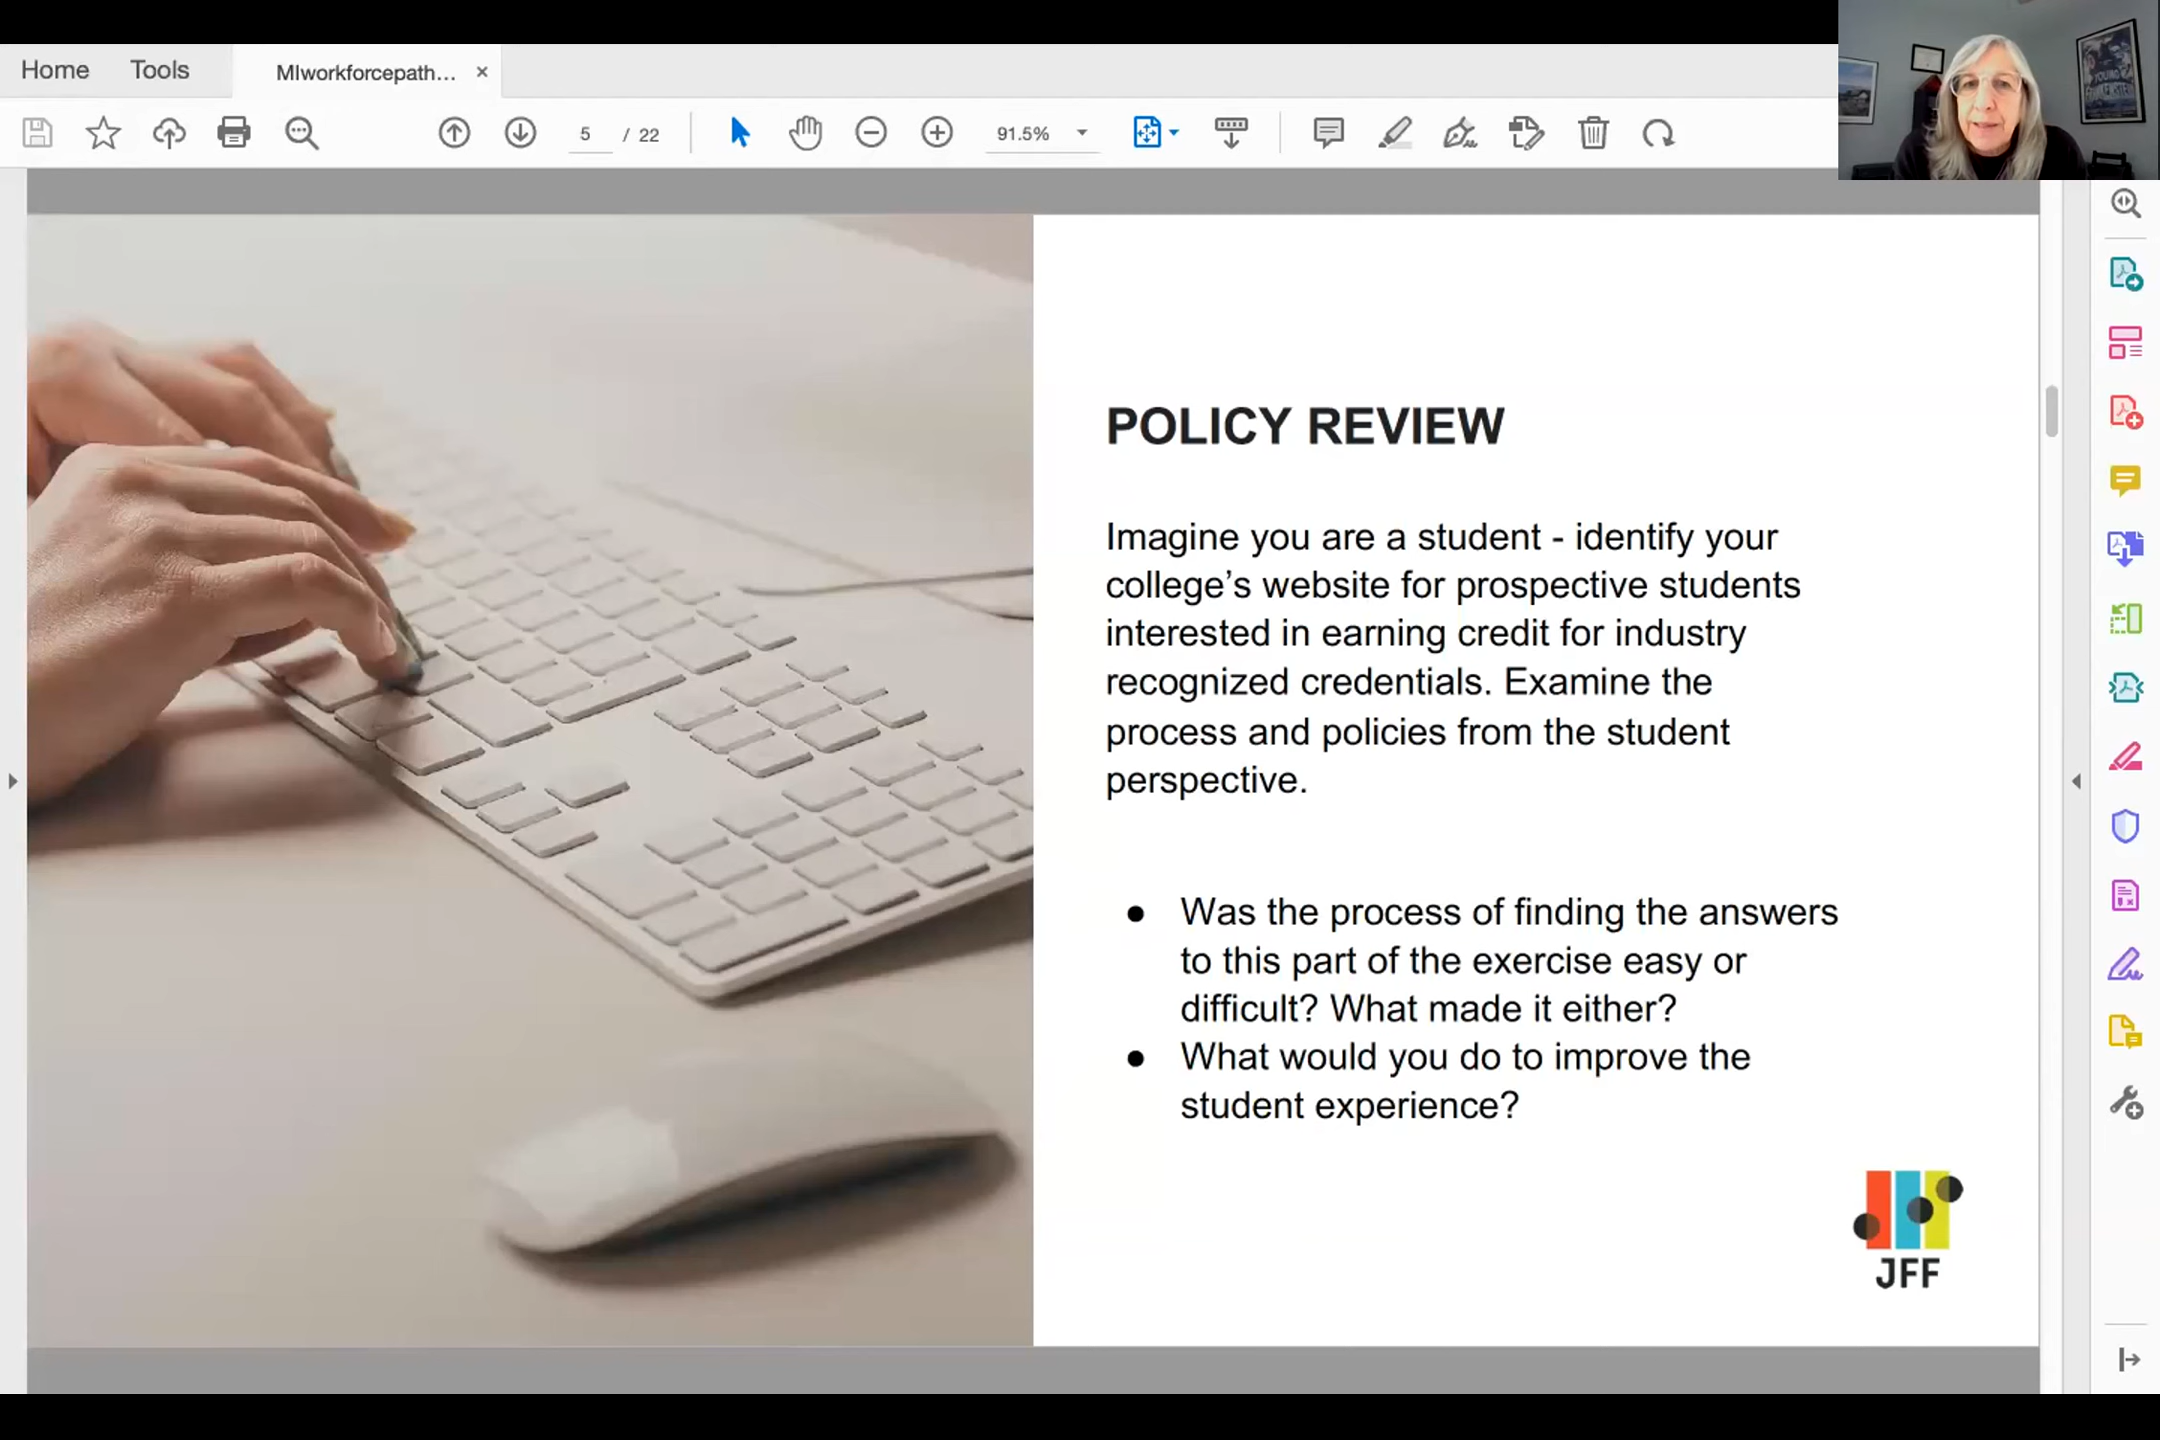 Home
Tools
MIworkforcepath...
5 / 22
91.5%
YOUNG
FRANKENSTEIN
POLICY REVIEW
Imagine you are a student - identify your
college’s website for prospective students
interested in earning credit for industry
recognized credentials. Examine the
process and policies from the student
perspective.
● Was the process of finding the answers
to this part of the exercise easy or
difficult? What made it either?
● What would you do to improve the
student experience?
JFF